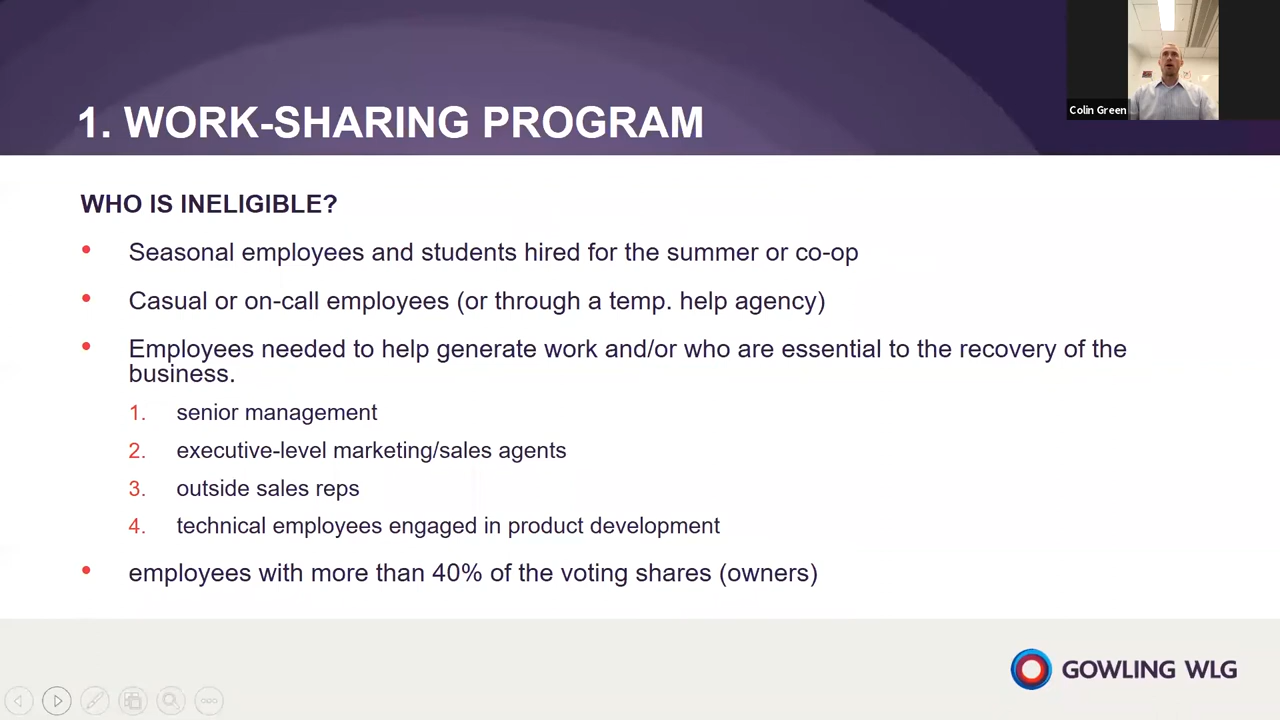 Colin Green
1. WORK-SHARING PROGRAM
WHO IS INELIGIBLE?
• Seasonal employees and students hired for the summer or co-op
• Casual or on-call employees (or through a temp. help agency)
• Employees needed to help generate work and/or who are essential to the recovery of the
business.
1. senior management
2. executive-level marketing/sales agents
3. outside sales reps
4. technical employees engaged in product development
• employees with more than 40% of the voting shares (owners)
GOWLING WLG